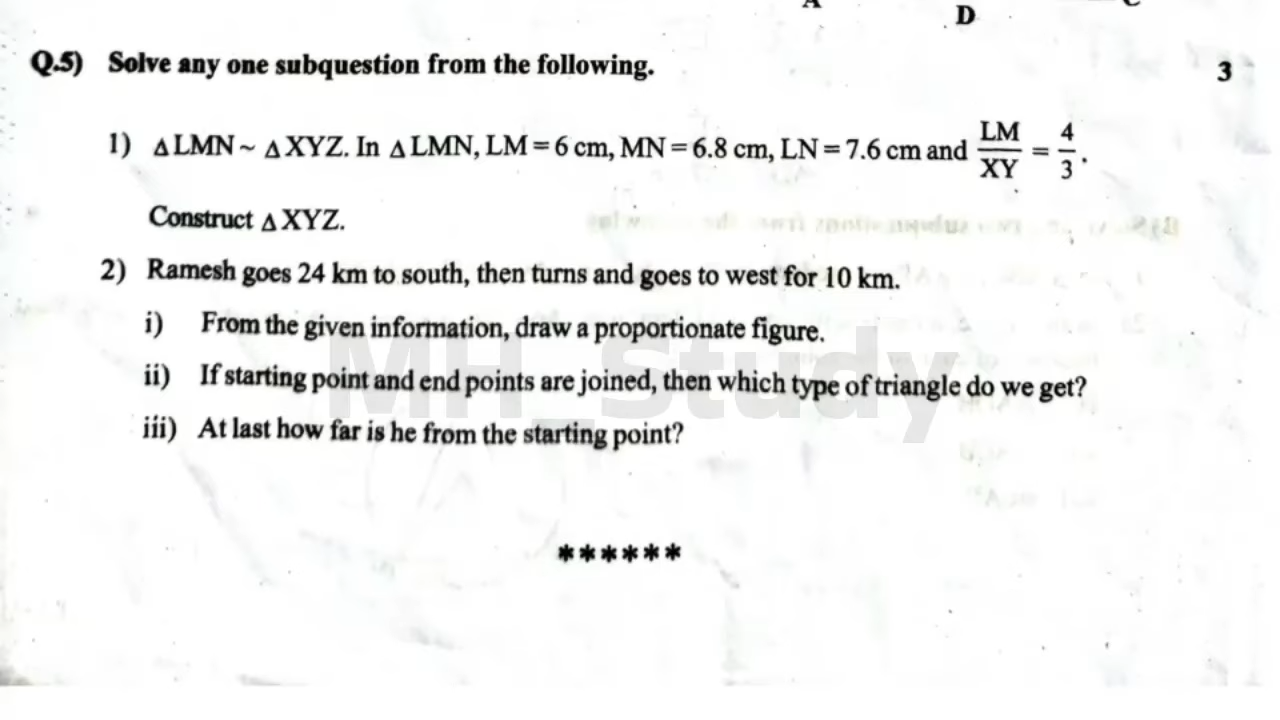 D
Q.5) Solve any one subquestion from the following. 3
1) △LMN ~ △XYZ. In △LMN, LM = 6 cm, MN = 6.8 cm, LN = 7.6 cm and LM/XY = 4/3.
Construct △XYZ.
2) Ramesh goes 24 km to south, then turns and goes to west for 10 km.
i) From the given information, draw a proportionate figure.
ii) If starting point and end points are joined, then which type of triangle do we get?
iii) At last how far is he from the starting point?
MH_Study
******